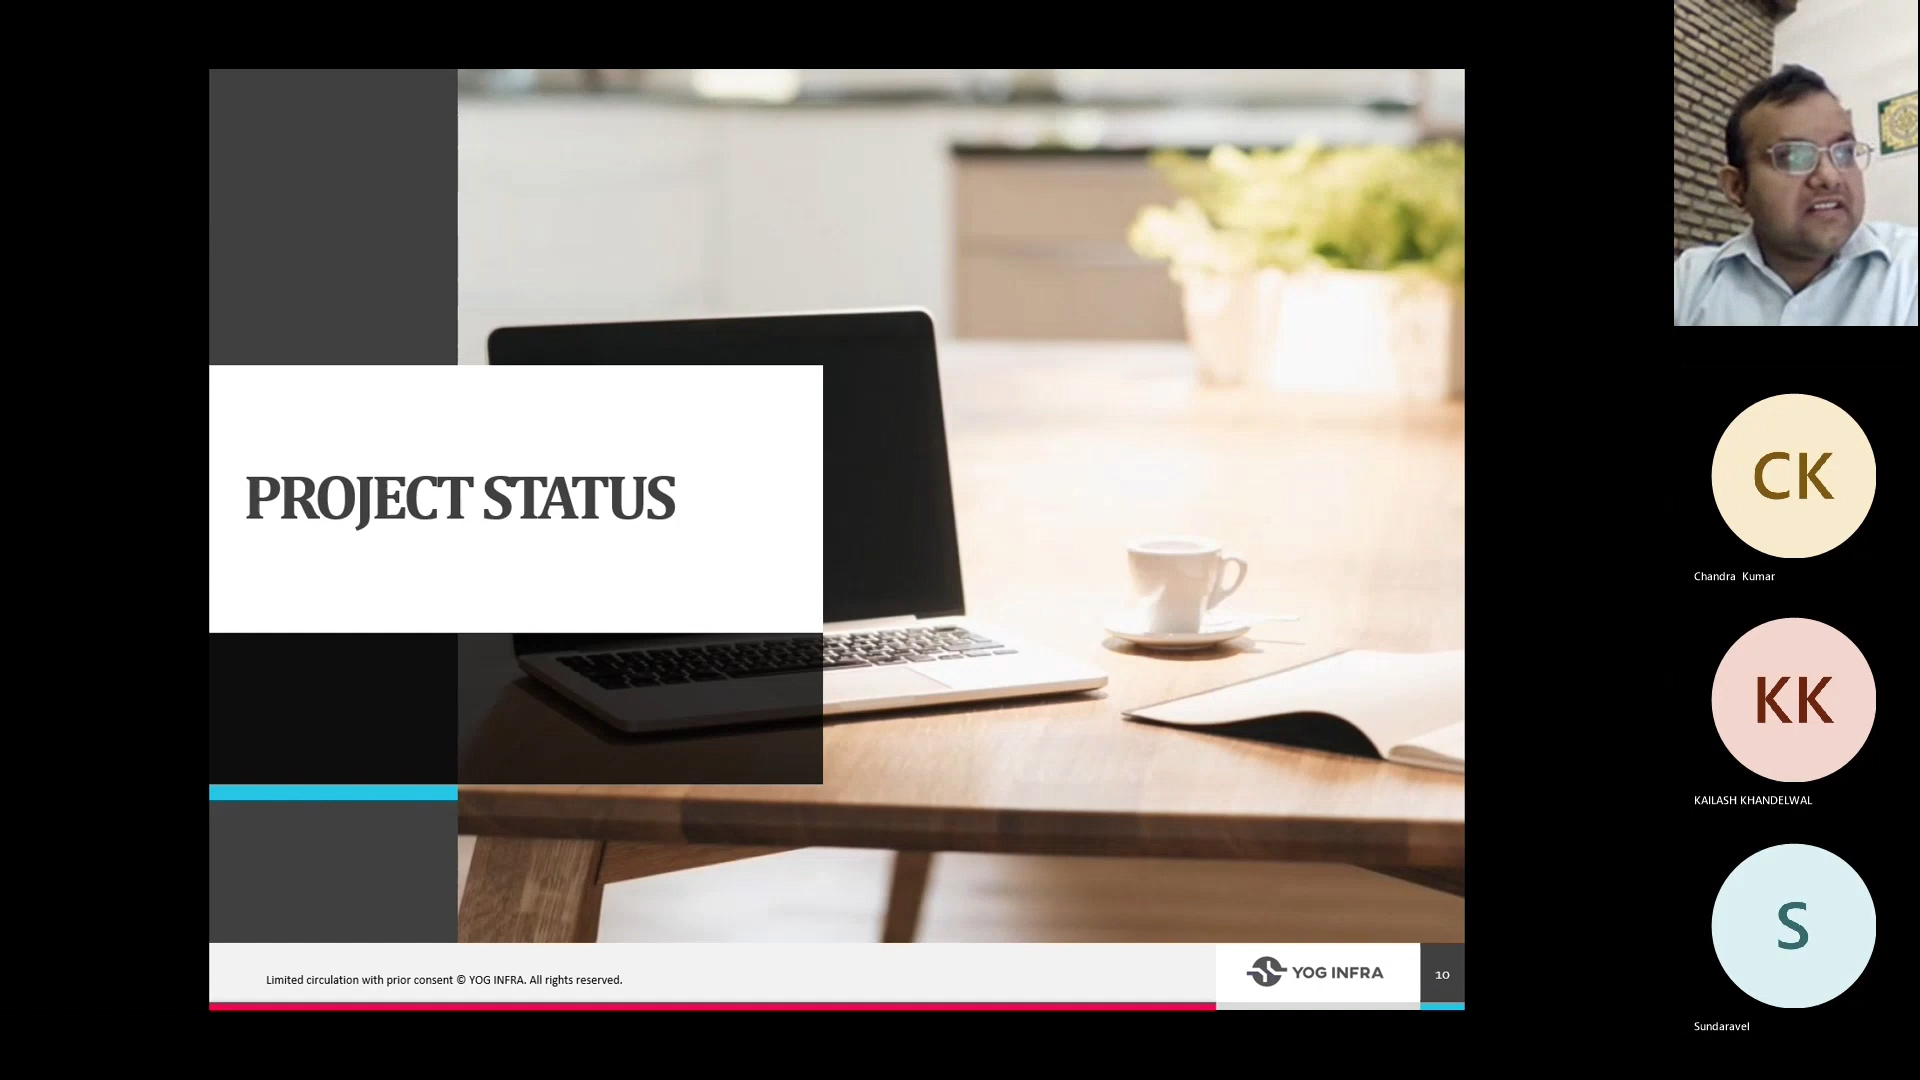 PROJECT STATUS
Limited circulation with prior consent © YOG INFRA. All rights reserved.
YOG INFRA
10
CK
Chandra Kumar
KK
KAILASH KHANDELWAL
S
Sundaravel